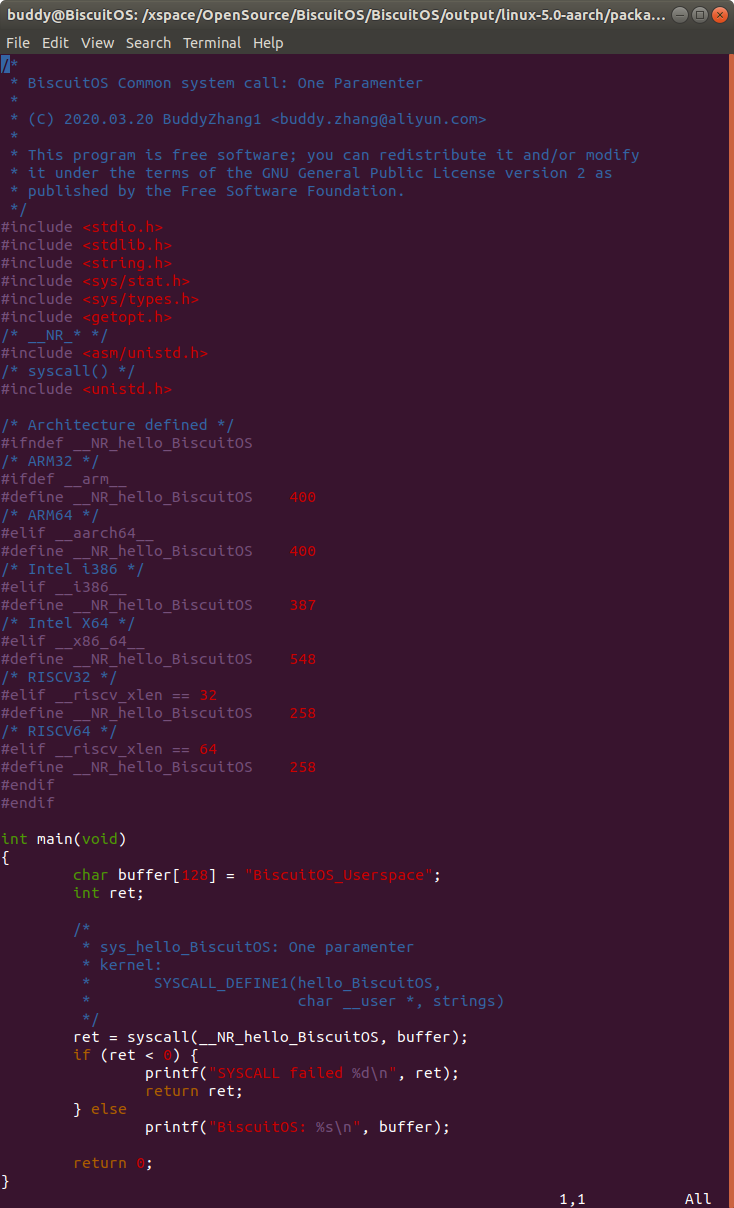 buddy@BiscuitOS: /xspace/OpenSource/BiscuitOS/BiscuitOS/output/linux-5.0-aarch/packa...
File Edit View Search Terminal Help
/*
 * BiscuitOS Common system call: One Paramenter
 *
 * (C) 2020.03.20 BuddyZhang1 <buddy.zhang@aliyun.com>
 *
 * This program is free software; you can redistribute it and/or modify
 * it under the terms of the GNU General Public License version 2 as
 * published by the Free Software Foundation.
 */
#include <stdio.h>
#include <stdlib.h>
#include <string.h>
#include <sys/stat.h>
#include <sys/types.h>
#include <getopt.h>
/* __NR_* */
#include <asm/unistd.h>
/* syscall() */
#include <unistd.h>

/* Architecture defined */
#ifndef __NR_hello_BiscuitOS
/* ARM32 */
#ifdef __arm__
#define __NR_hello_BiscuitOS    400
/* ARM64 */
#elif __aarch64__
#define __NR_hello_BiscuitOS    400
/* Intel i386 */
#elif __i386__
#define __NR_hello_BiscuitOS    387
/* Intel X64 */
#elif __x86_64__
#define __NR_hello_BiscuitOS    548
/* RISCV32 */
#elif __riscv_xlen == 32
#define __NR_hello_BiscuitOS    258
/* RISCV64 */
#elif __riscv_xlen == 64
#define __NR_hello_BiscuitOS    258
#endif
#endif

int main(void)
{
        char buffer[128] = "BiscuitOS_Userspace";
        int ret;

        /*
         * sys_hello_BiscuitOS: One paramenter
         * kernel:
         *       SYSCALL_DEFINE1(hello_BiscuitOS,
         *                       char __user *, strings)
         */
        ret = syscall(__NR_hello_BiscuitOS, buffer);
        if (ret < 0) {
                printf("SYSCALL failed %d\n", ret);
                return ret;
        } else
                printf("BiscuitOS: %s\n", buffer);

        return 0;
}
1,1           All